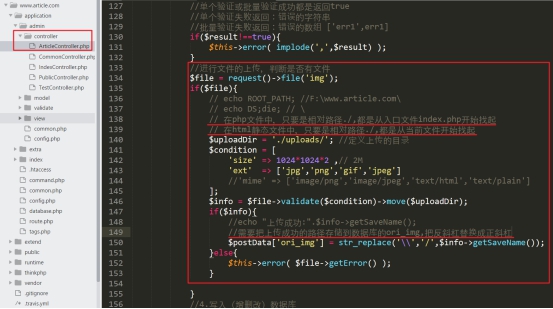 www.article.com
application
admin
controller
ArticleController.php
CommonController.php
IndexController.php
PublicController.php
TestController.php
model
validate
view
common.php
config.php
extra
index
.htaccess
command.php
common.php
config.php
database.php
route.php
tags.php
extend
public
runtime
thinkphp
vendor
.gitignore
.travis.yml
127 //单个验证或批量验证成功都是返回true
128 //单个验证失败返回：错误的字符串
129 //批量验证失败返回：错误的数组 ['err1',err1]
130 if($result!==true){
131 $this->error( implode(',',$result) );
132 }
133 //进行文件的上传，判断是否有文件
134 $file = request()->file('img');
135 if($file){
136 // echo ROOT_PATH; //F:\www.article.com\
137 // echo DS;die; // \
138 // 在php文件中，只要是相对路径./,都是从入口文件index.php开始找起
139 // 在html静态文件中，只要是相对路径./,都是从当前文件开始找起
140 $uploadDir = './uploads/'; //定义上传的目录
141 $condition = [
142 'size' => 1024*1024*2 ,// 2M
143 'ext' => ['jpg','png','gif','jpeg']
144 //'mime' => ['image/png','image/jpeg','text/html','text/plain']
145 ];
146 $info = $file->validate($condition)->move($uploadDir);
147 if($info){
148 //echo "上传成功:".$info->getSaveName();
149 //需要把上传成功的路径存储到数据库的ori_img,把反斜杠替换成正斜杠
150 $postData['ori_img'] = str_replace('\\','/',$info->getSaveName());
151 }else{
152 $this->error( $file->getError() );
153 }
154
155 }
156 //4.写入（增翻改）数据库